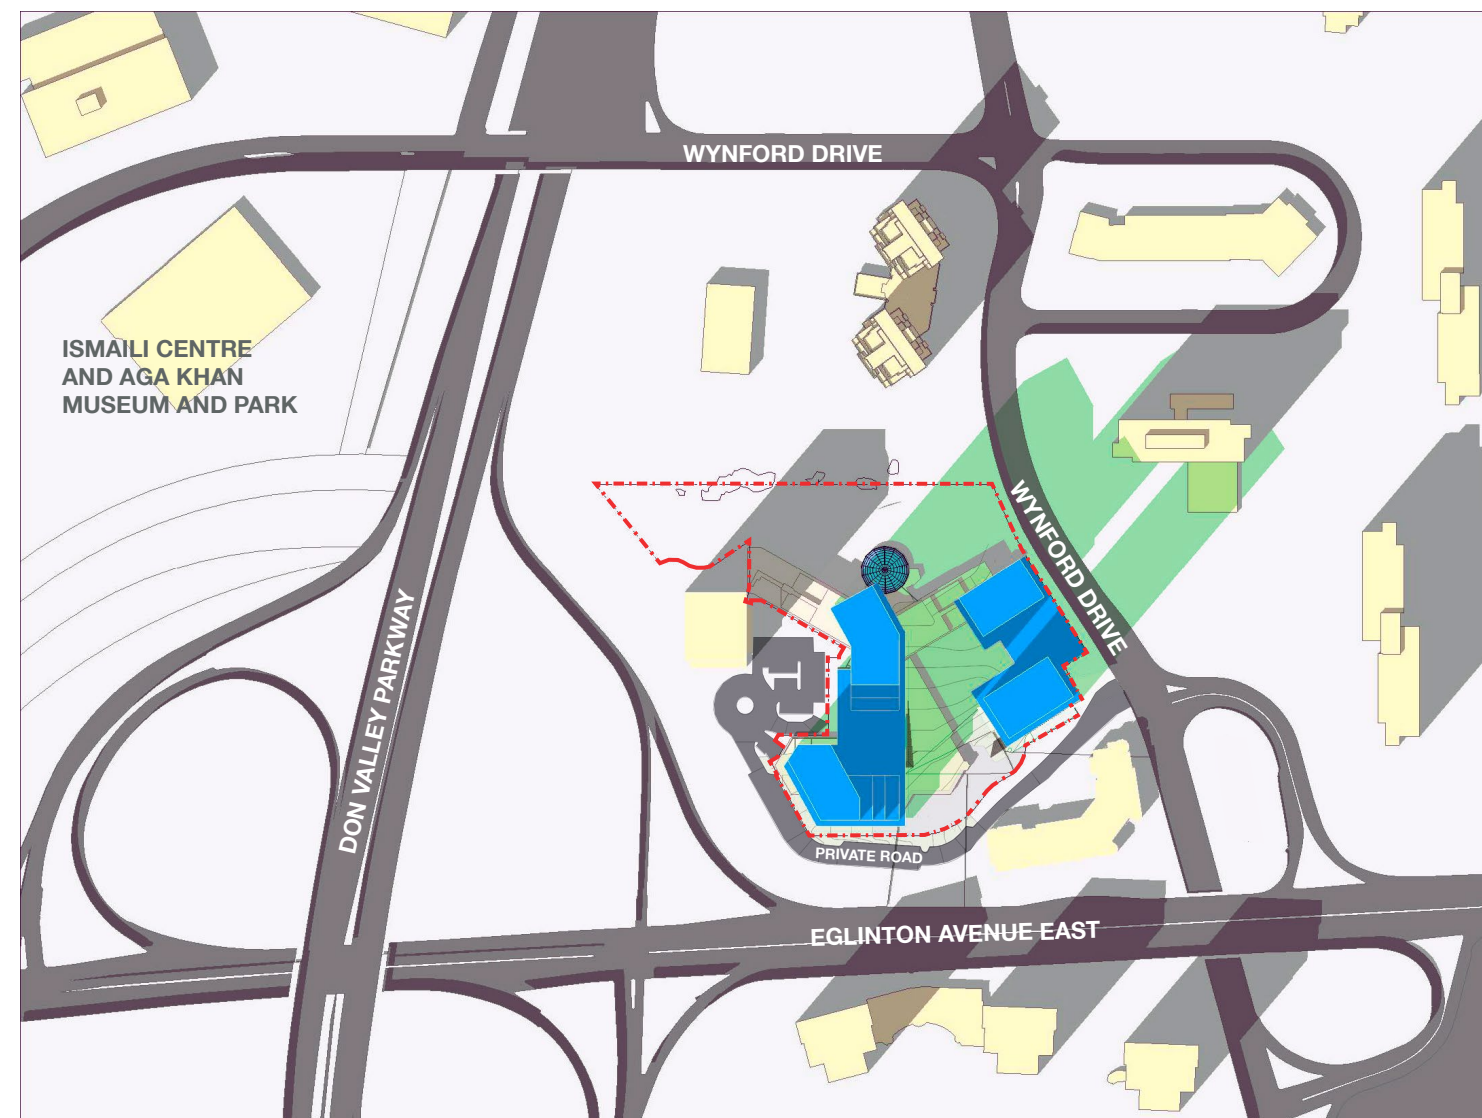 WYNFORD DRIVE
ISMAILI CENTRE
AND AGA KHAN
MUSEUM AND PARK
WYNFORD DRIVE
DON VALLEY PARKWAY
PRIVATE ROAD
EGLINTON AVENUE EAST